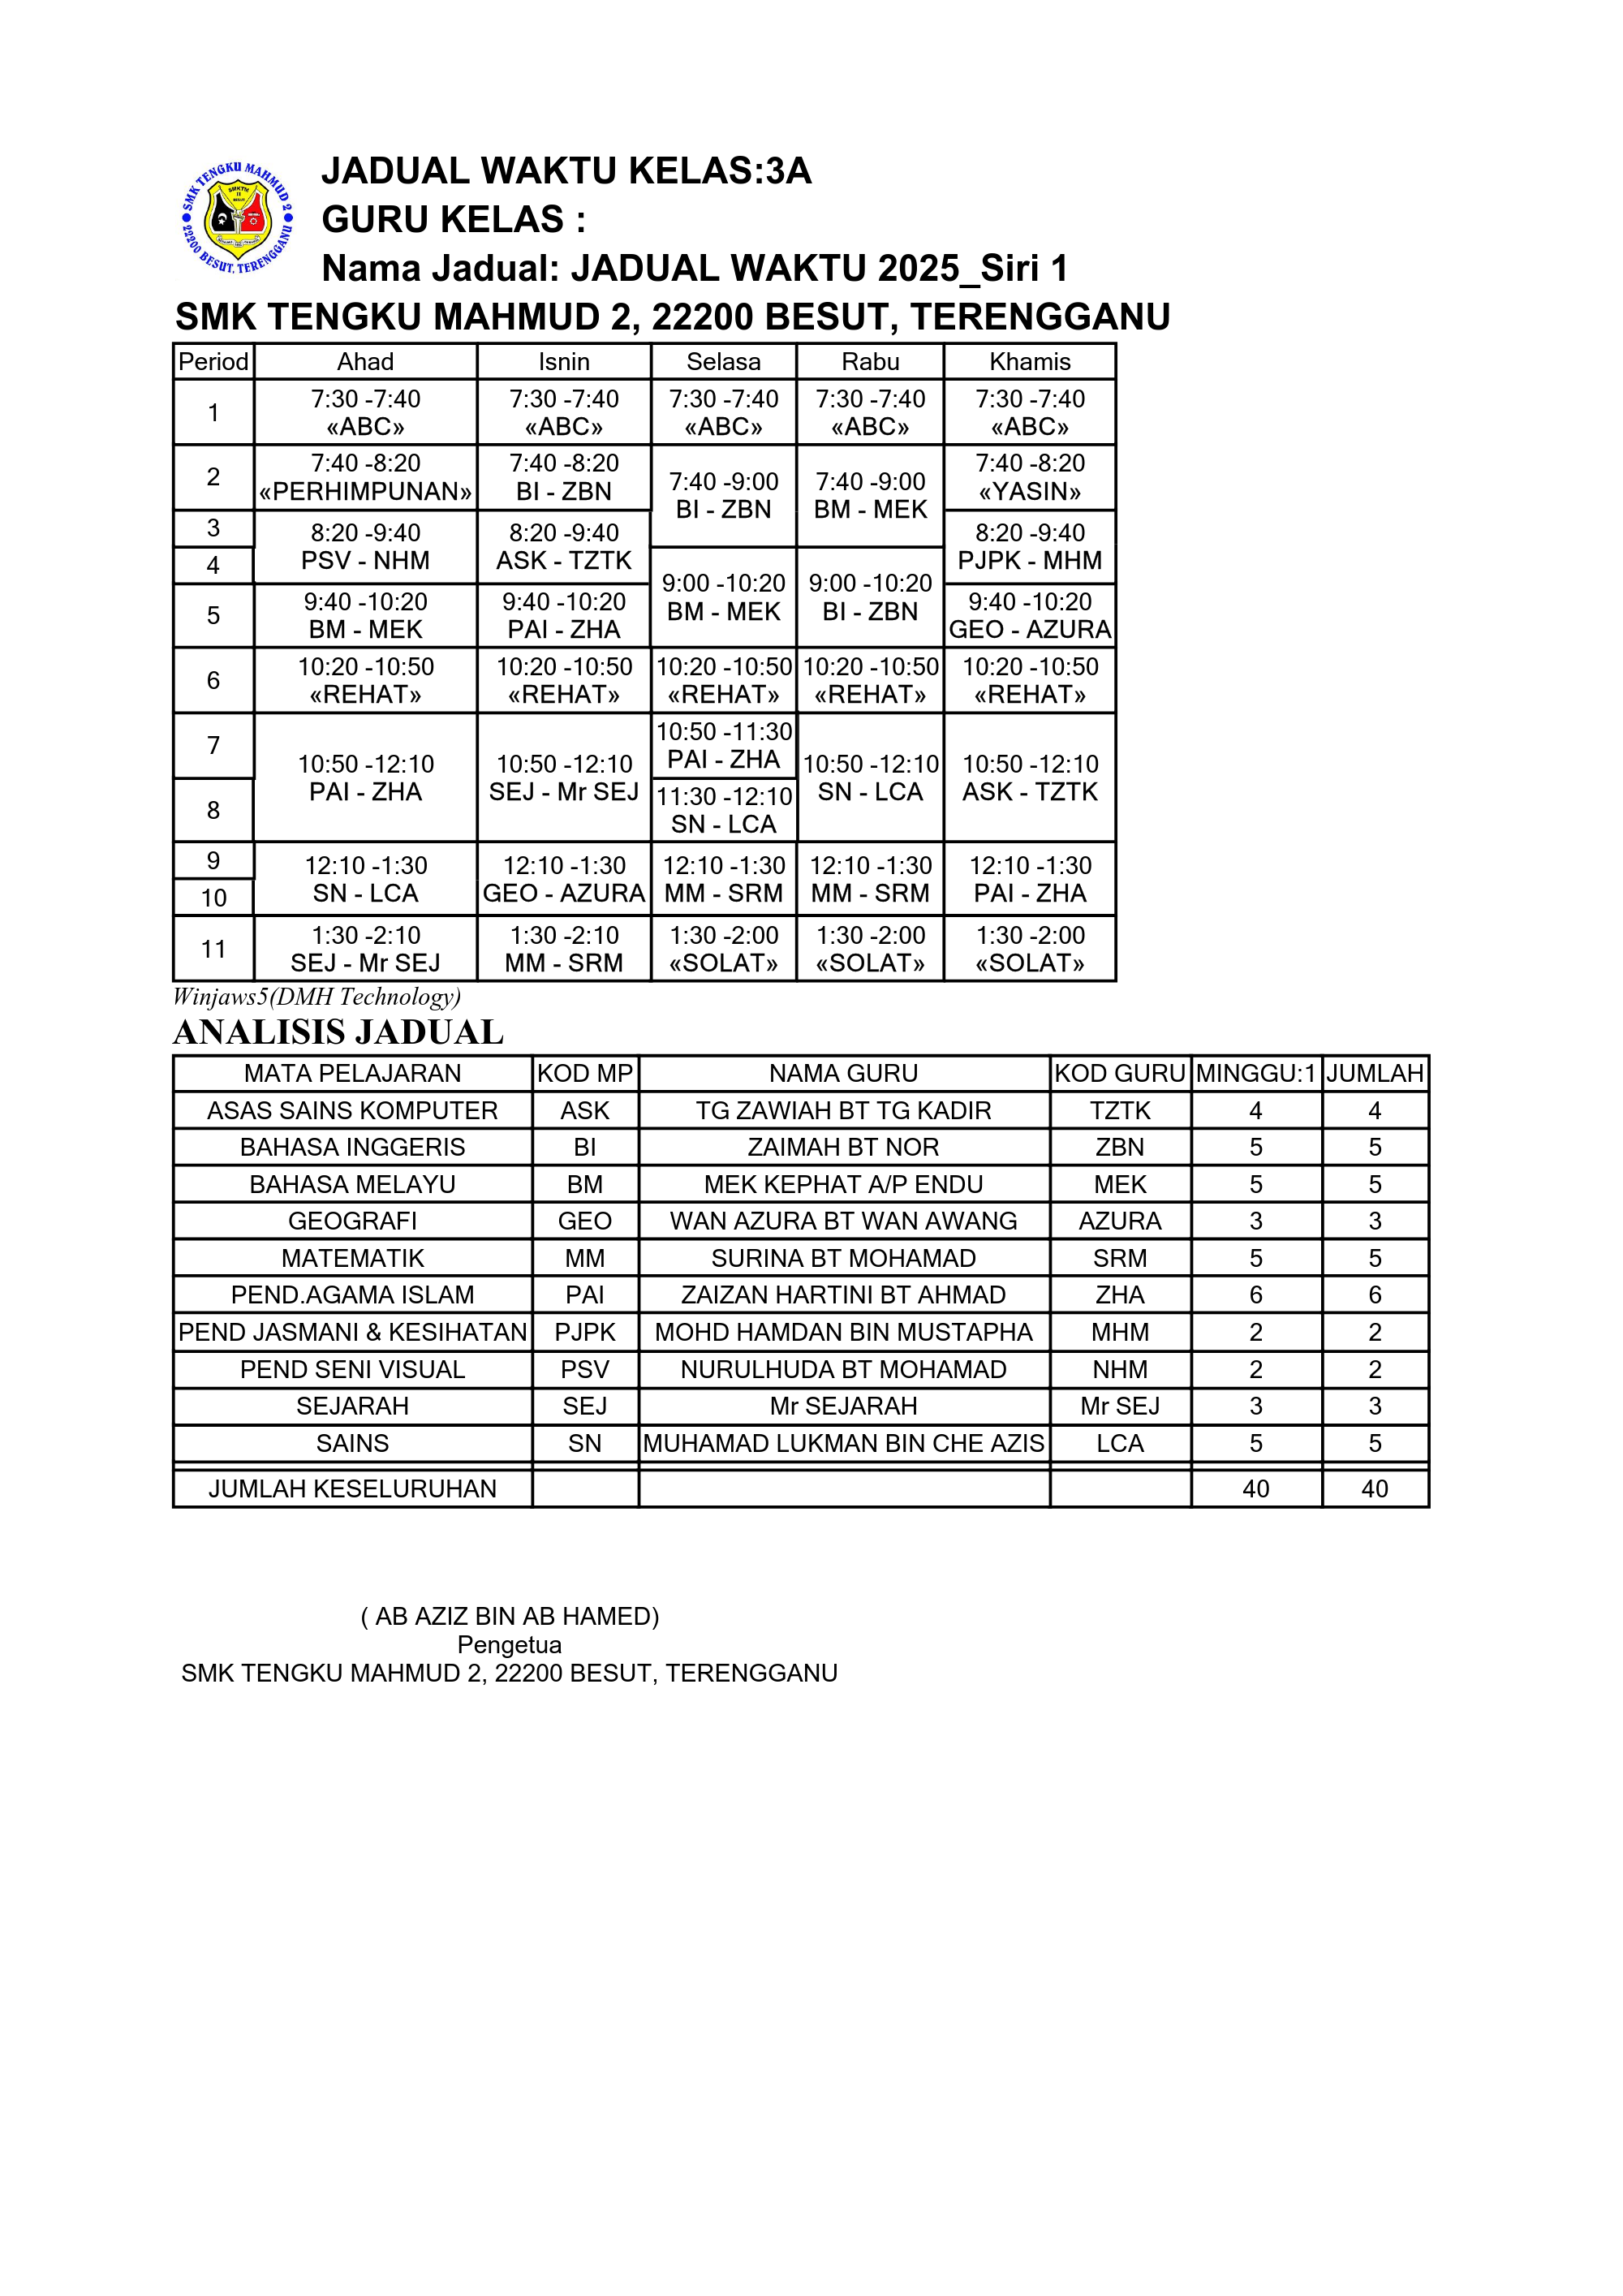 SMK TENGKU MAHMUD 2
22200 BESUT, TERENGGANU
JADUAL WAKTU KELAS:3A
GURU KELAS :
Nama Jadual: JADUAL WAKTU 2025_Siri 1
SMK TENGKU MAHMUD 2, 22200 BESUT, TERENGGANU
Period Ahad Isnin Selasa Rabu Khamis
1
7:30 -7:40 7:30 -7:40 7:30 -7:40 7:30 -7:40 7:30 -7:40
«ABC» «ABC» «ABC» «ABC» «ABC»
2
7:40 -8:20 7:40 -8:20 7:40 -9:00 7:40 -9:00 7:40 -8:20
«PERHIMPUNAN» BI - ZBN BI - ZBN BM - MEK «YASIN»
3
8:20 -9:40 8:20 -9:40 8:20 -9:40
PSV - NHM ASK - TZTK PJPK - MHM
4
9:00 -10:20 9:00 -10:20
BM - MEK BI - ZBN
5
9:40 -10:20 9:40 -10:20 9:40 -10:20
BM - MEK PAI - ZHA GEO - AZURA
6
10:20 -10:50 10:20 -10:50 10:20 -10:50 10:20 -10:50 10:20 -10:50
«REHAT» «REHAT» «REHAT» «REHAT» «REHAT»
7
10:50 -12:10 10:50 -12:10 10:50 -11:30 10:50 -12:10 10:50 -12:10
PAI - ZHA SEJ - Mr SEJ PAI - ZHA SN - LCA ASK - TZTK
8
11:30 -12:10
SN - LCA
9
12:10 -1:30 12:10 -1:30 12:10 -1:30 12:10 -1:30 12:10 -1:30
SN - LCA GEO - AZURA MM - SRM MM - SRM PAI - ZHA
10
11
1:30 -2:10 1:30 -2:10 1:30 -2:00 1:30 -2:00 1:30 -2:00
SEJ - Mr SEJ MM - SRM «SOLAT» «SOLAT» «SOLAT»
Winjaws5(DMH Technology)
ANALISIS JADUAL
MATA PELAJARAN KOD MP NAMA GURU KOD GURU MINGGU:1 JUMLAH
ASAS SAINS KOMPUTER ASK TG ZAWIAH BT TG KADIR TZTK 4 4
BAHASA INGGERIS BI ZAIMAH BT NOR ZBN 5 5
BAHASA MELAYU BM MEK KEPHAT A/P ENDU MEK 5 5
GEOGRAFI GEO WAN AZURA BT WAN AWANG AZURA 3 3
MATEMATIK MM SURINA BT MOHAMAD SRM 5 5
PEND.AGAMA ISLAM PAI ZAIZAN HARTINI BT AHMAD ZHA 6 6
PEND JASMANI & KESIHATAN PJPK MOHD HAMDAN BIN MUSTAPHA MHM 2 2
PEND SENI VISUAL PSV NURULHUDA BT MOHAMAD NHM 2 2
SEJARAH SEJ Mr SEJARAH Mr SEJ 3 3
SAINS SN MUHAMAD LUKMAN BIN CHE AZIS LCA 5 5
JUMLAH KESELURUHAN 40 40
( AB AZIZ BIN AB HAMED)
Pengetua
SMK TENGKU MAHMUD 2, 22200 BESUT, TERENGGANU